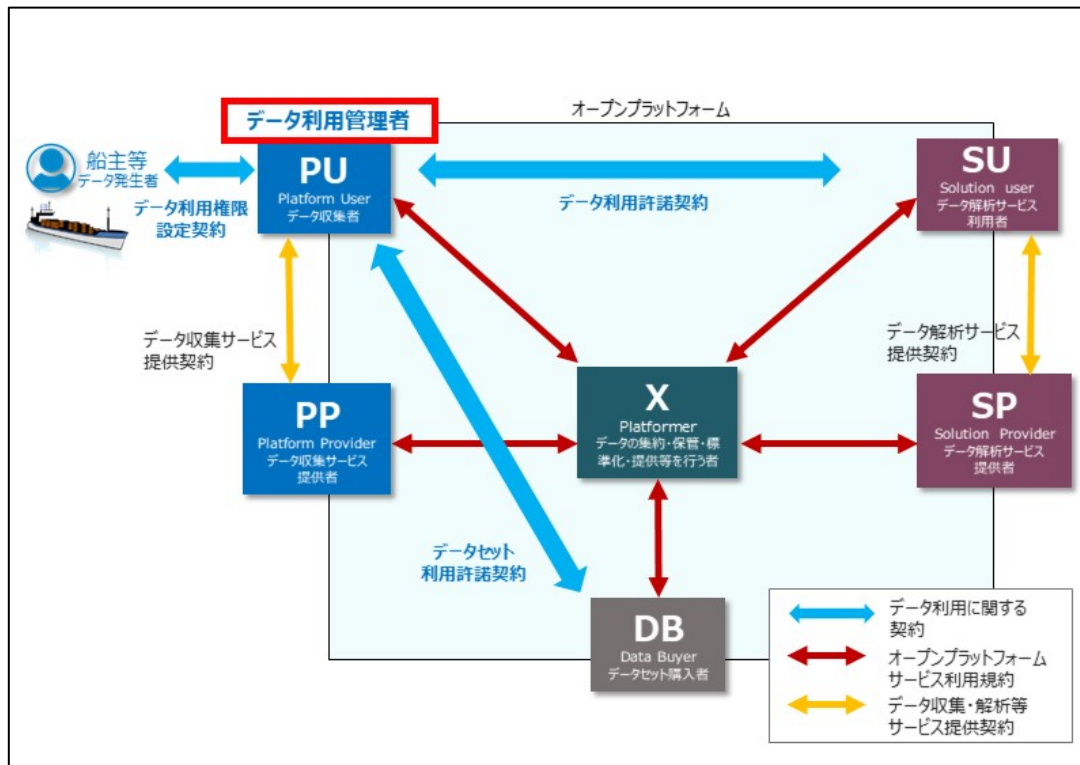 データ利用管理者
オープンプラットフォーム
船主等
データ発生者
データ利用権限
設定契約
PU
Platform User
データ収集者
データ利用許諾契約
SU
Solution user
データ解析サービス
利用者
データ収集サービス
提供契約
データ解析サービス
提供契約
PP
Platform Provider
データ収集サービス
提供者
X
Platformer
データの集約・保管・標
準化・提供等を行う者
SP
Solution Provider
データ解析サービス
提供者
データセット
利用許諾契約
DB
Data Buyer
データセット購入者
データ利用に関する
契約
オープンプラットフォーム
サービス利用規約
データ収集・解析等
サービス提供契約